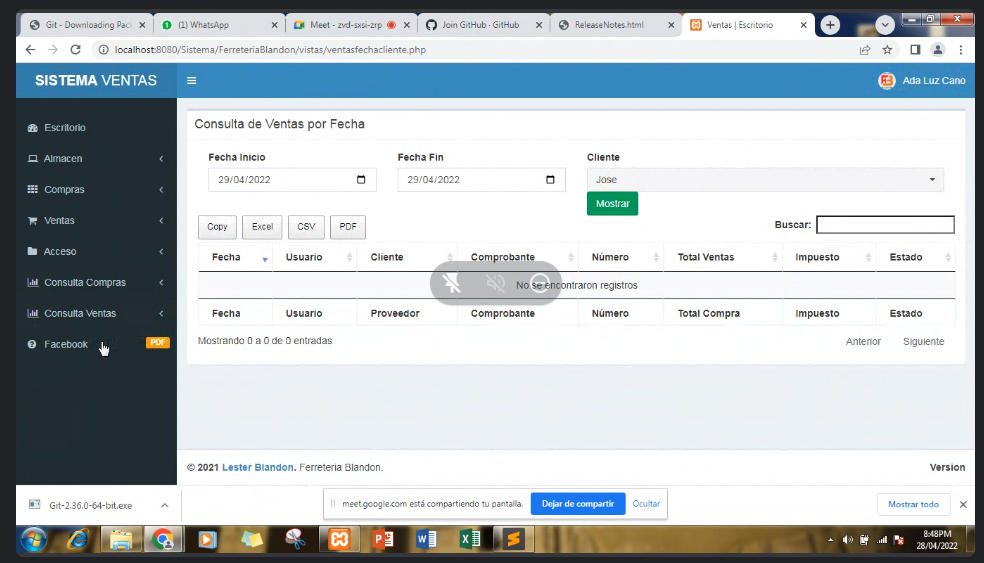 Git - Downloading Pac
(1) WhatsApp
Meet - zvd-sxsi-zrp
Join GitHub · GitHub
ReleaseNotes.html
Ventas | Escritorio
localhost:8080/Sistema/FerreteriaBlandon/vistas/ventasfechacliente.php
SISTEMA VENTAS
Ada Luz Cano
Escritorio
Almacen
Compras
Ventas
Acceso
Consulta Compras
Consulta Ventas
Facebook PDF
Consulta de Ventas por Fecha
Fecha Inicio Fecha Fin Cliente
29/04/2022 29/04/2022 Jose
Mostrar
Copy Excel CSV PDF Buscar:
Fecha Usuario Cliente Comprobante Número Total Ventas Impuesto Estado
No se encontraron registros
Fecha Usuario Proveedor Comprobante Número Total Compra Impuesto Estado
Mostrando 0 a 0 de 0 entradas Anterior Siguiente
© 2021 Lester Blandon. Ferreteria Blandon. Version
Git-2.36.0-64-bit.exe
meet.google.com está compartiendo tu pantalla. Dejar de compartir Ocultar
Mostrar todo
8:48PM
28/04/2022